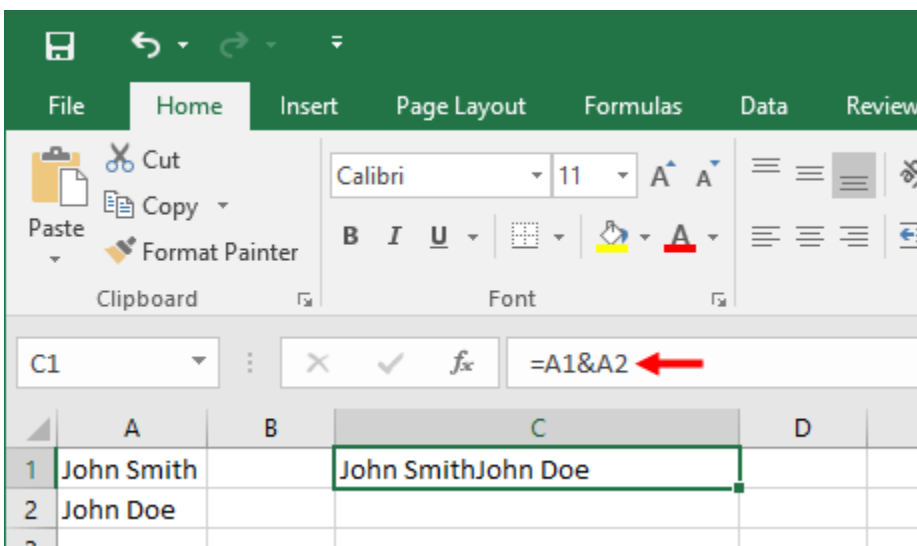 File Home Insert Page Layout Formulas Data Review
Cut
Copy
Paste
Format Painter
Clipboard
Calibri 11 A A
B I U A
Font
C1 fx =A1&A2
A B C D
1 John Smith John SmithJohn Doe
2 John Doe